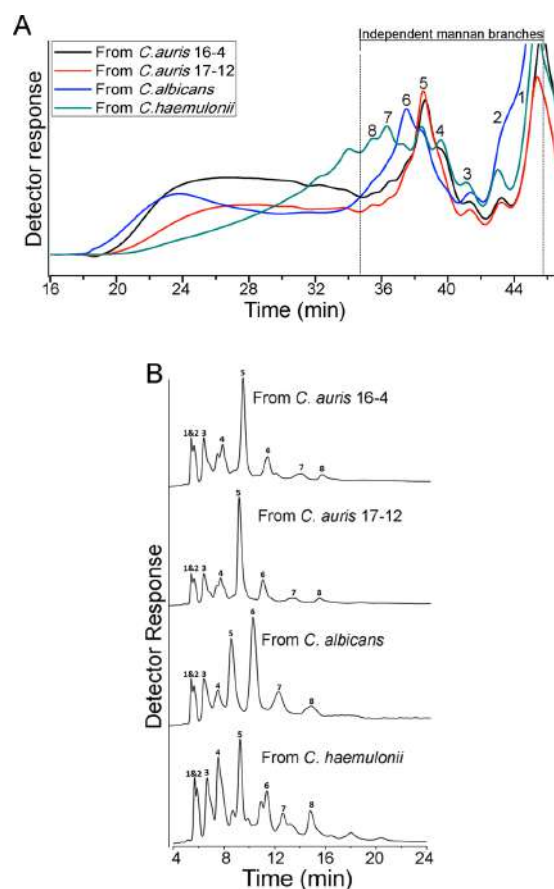 A
From C.auris 16-4
From C.auris 17-12
From C.albicans
From C.haemulonii
Independent mannan branches
8 7 6 5 4 3 2 1
Detector response
16 20 24 28 32 36 40 44
Time (min)
B
From C. auris 16-4
1&2 3 4 5 6 7 8
From C. auris 17-12
1&2 3 4 5 6 7 8
From C. albicans
1&2 3 4 5 6 7 8
From C. haemulonii
1&2 3 4 5 6 7 8
Detector Response
4 8 12 16 20 24
Time (min)